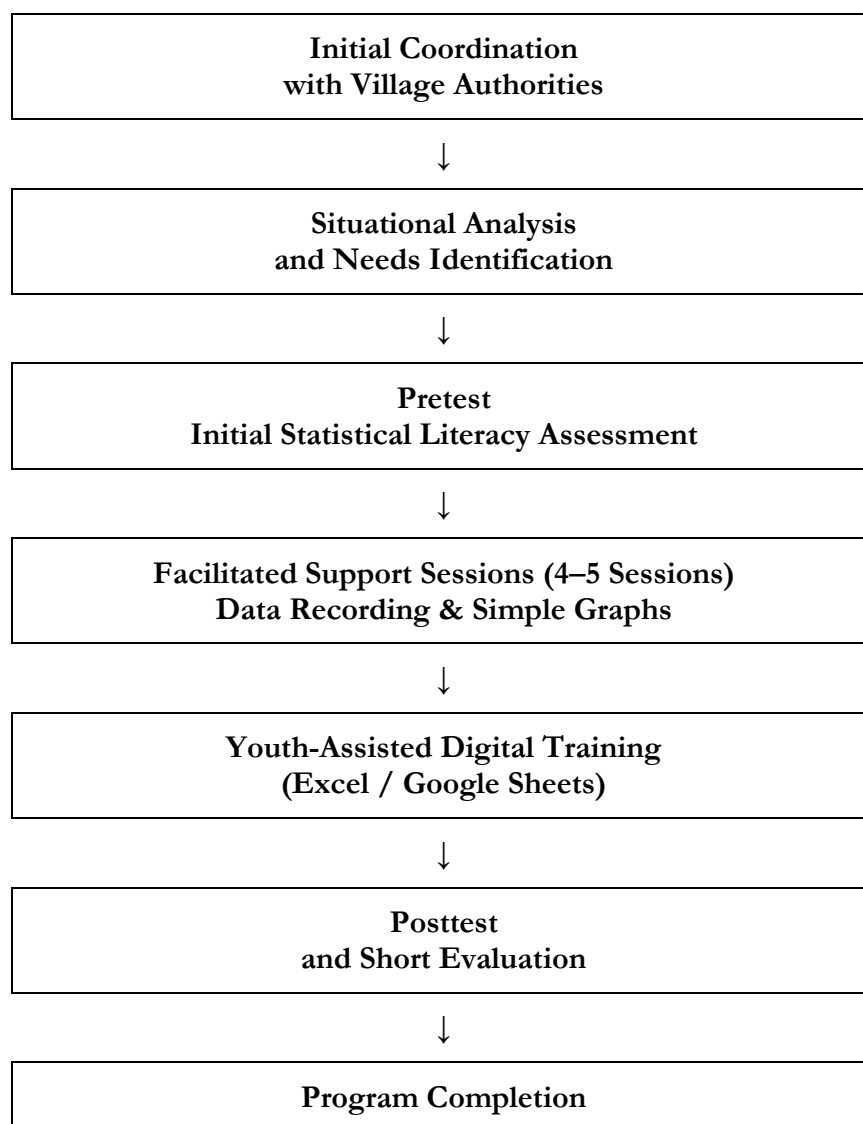 Initial Coordination
with Village Authorities
↓
Situational Analysis
and Needs Identification
↓
Pretest
Initial Statistical Literacy Assessment
↓
Facilitated Support Sessions (4–5 Sessions)
Data Recording & Simple Graphs
↓
Youth-Assisted Digital Training
(Excel / Google Sheets)
↓
Posttest
and Short Evaluation
↓
Program Completion